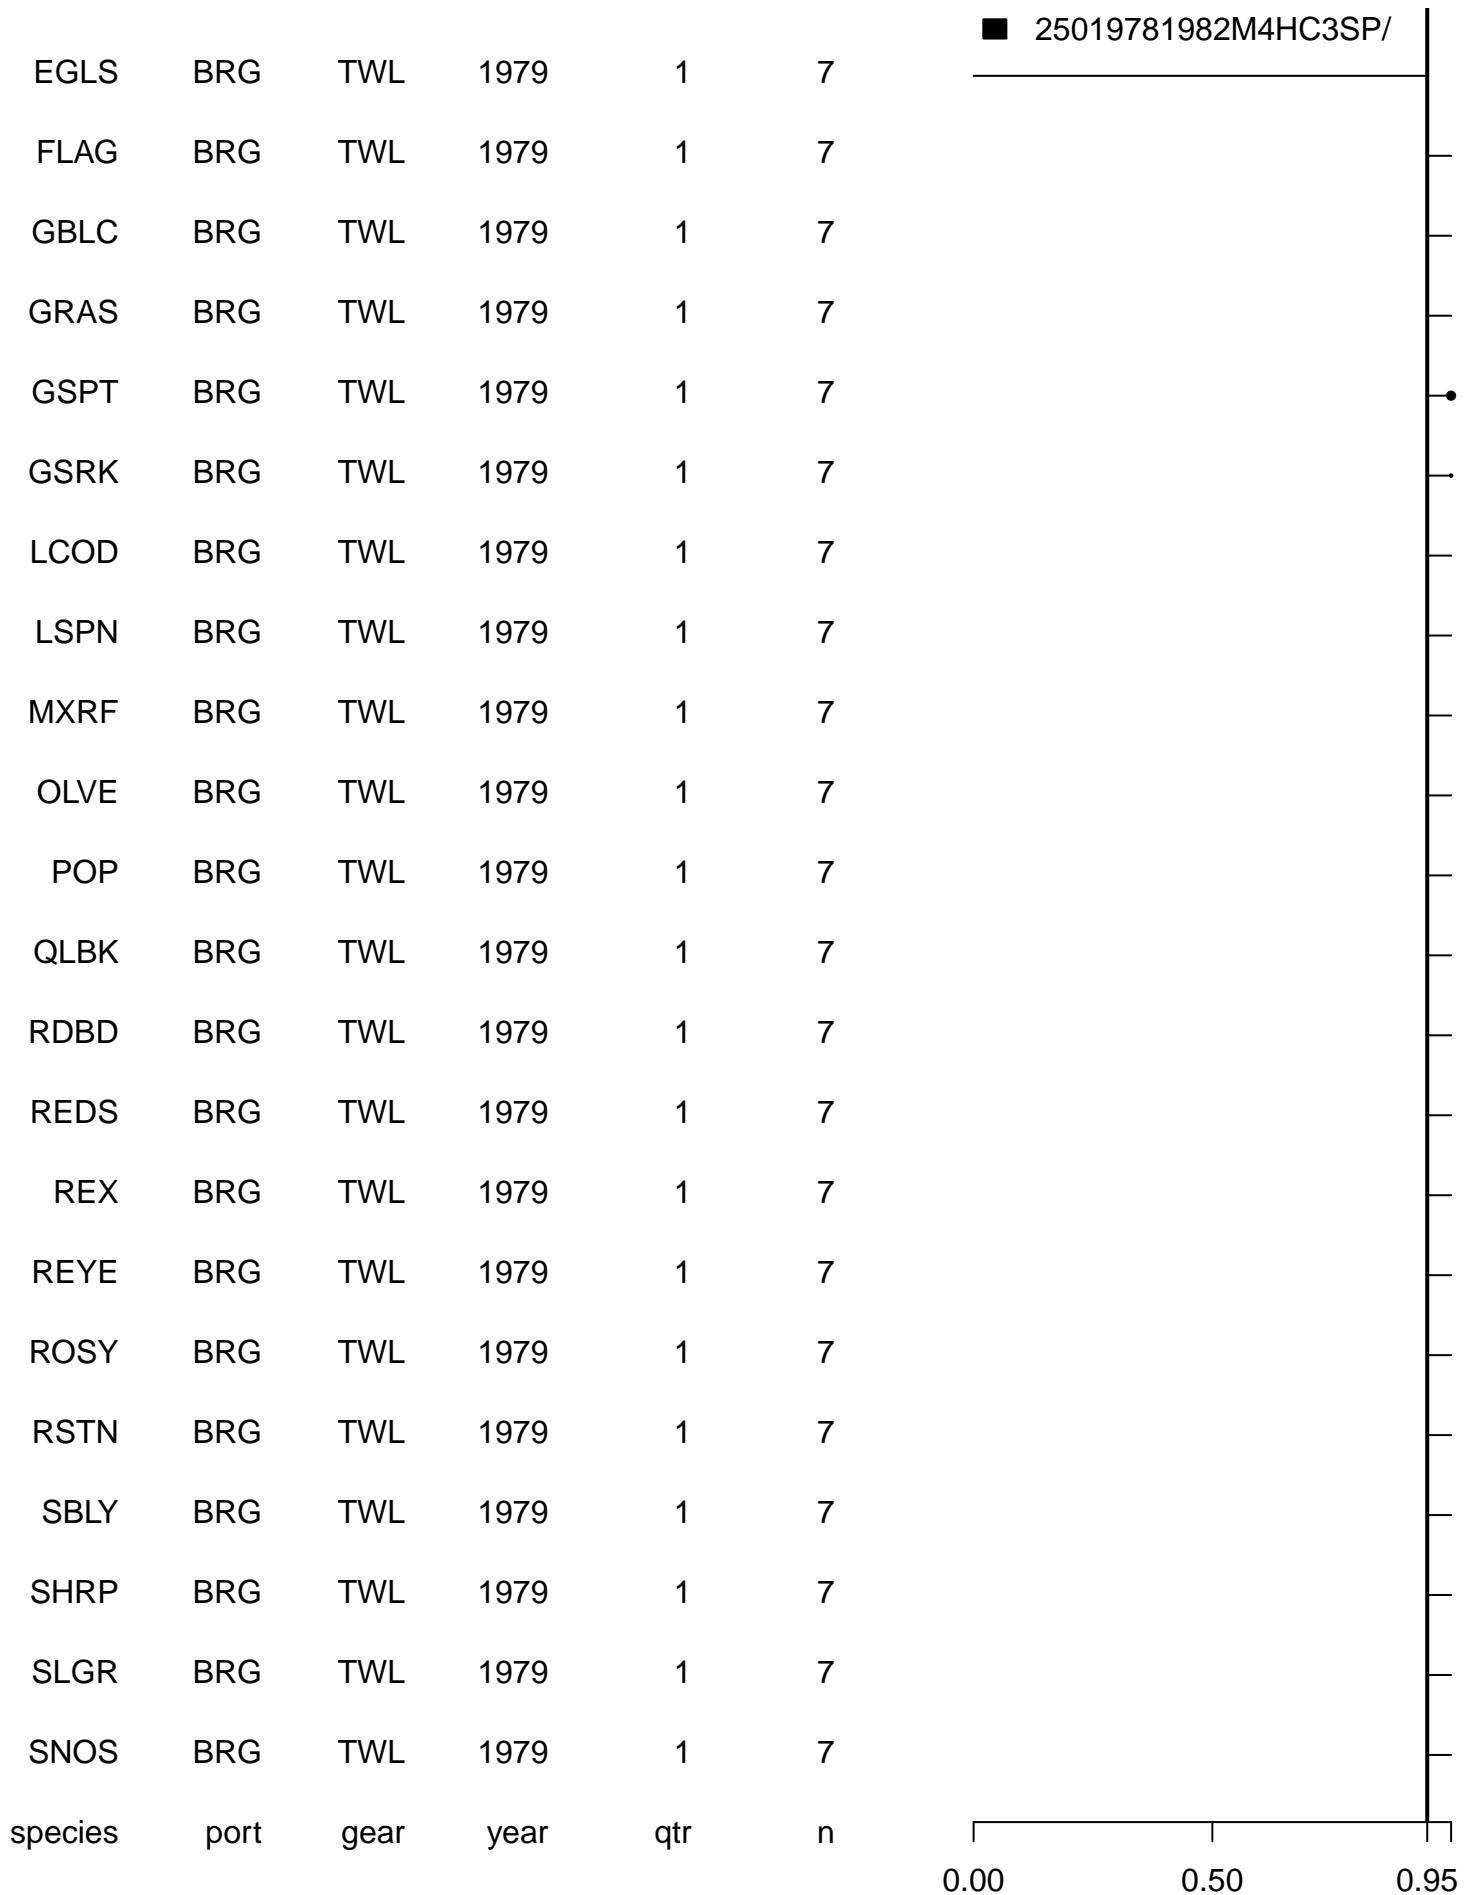 25019781982M4HC3SP/
EGLS BRG TWL 1979 1 7
FLAG BRG TWL 1979 1 7
GBLC BRG TWL 1979 1 7
GRAS BRG TWL 1979 1 7
GSPT BRG TWL 1979 1 7
GSRK BRG TWL 1979 1 7
LCOD BRG TWL 1979 1 7
LSPN BRG TWL 1979 1 7
MXRF BRG TWL 1979 1 7
OLVE BRG TWL 1979 1 7
POP BRG TWL 1979 1 7
QLBK BRG TWL 1979 1 7
RDBD BRG TWL 1979 1 7
REDS BRG TWL 1979 1 7
REX BRG TWL 1979 1 7
REYE BRG TWL 1979 1 7
ROSY BRG TWL 1979 1 7
RSTN BRG TWL 1979 1 7
SBLY BRG TWL 1979 1 7
SHRP BRG TWL 1979 1 7
SLGR BRG TWL 1979 1 7
SNOS BRG TWL 1979 1 7
species port gear year qtr n
0.00 0.50 0.95